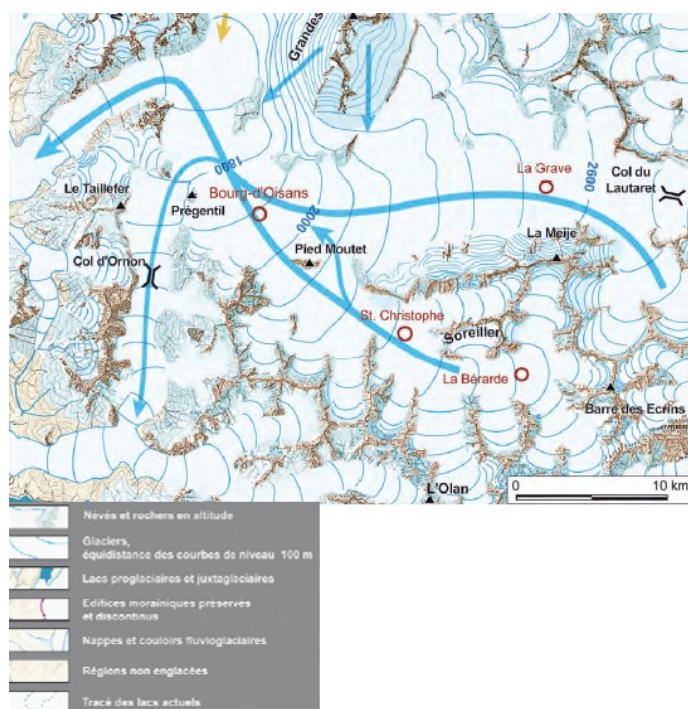 Grandes
1800
La Grave
2600
Col du
Lautaret
Le Taillefer
Prégentil
Bourg-d'Oisans
2000
Pied Moutet
La Meije
Col d'Ornon
St. Christophe
Soreiller
La Bérarde
Barre des Ecrins
L'Olan
0 10 km
Névés et rochers en altitude
Glaciers,
équidistance des courbes de niveau 100 m
Lacs proglaciaires et juxtaglaciaires
Edifices morainiques préservés
et discontinus
Nappes et couloirs fluvioglaciaires
Régions non englacées
Tracé des lacs actuels